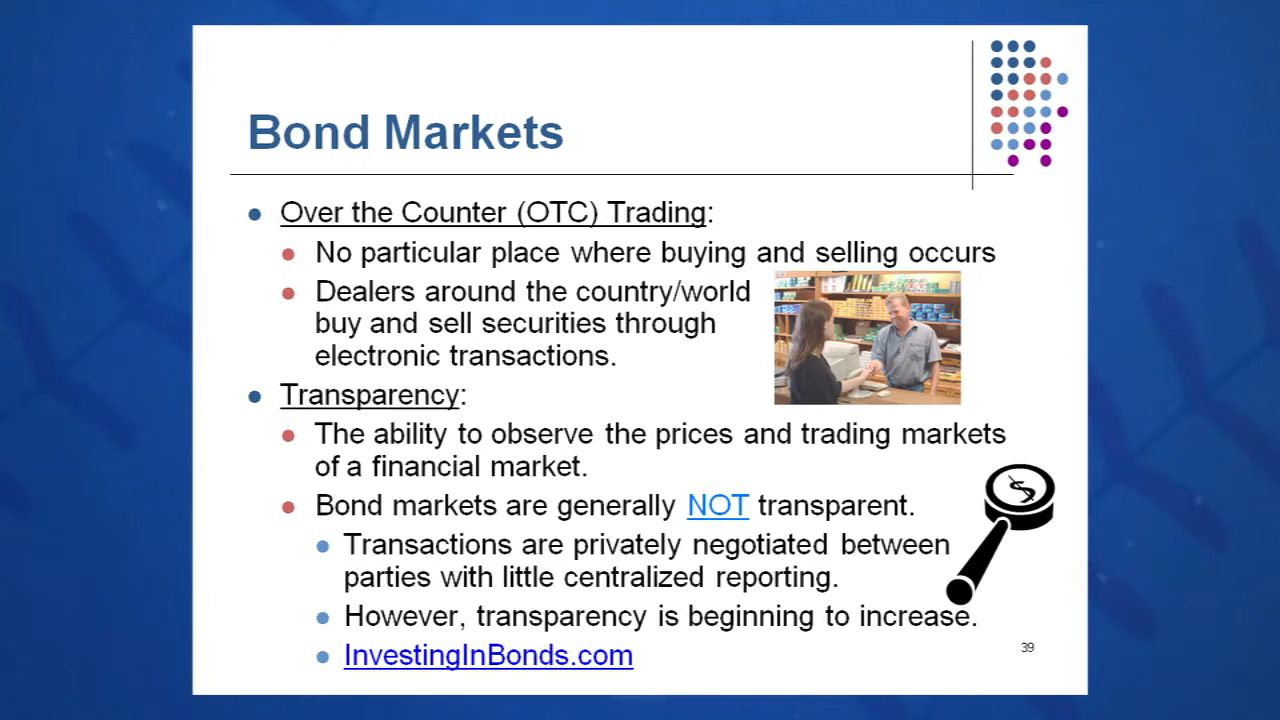 Bond Markets
Over the Counter (OTC) Trading:
No particular place where buying and selling occurs
Dealers around the country/world
buy and sell securities through
electronic transactions.
Transparency:
The ability to observe the prices and trading markets
of a financial market.
Bond markets are generally NOT transparent.
Transactions are privately negotiated between
parties with little centralized reporting.
However, transparency is beginning to increase.
InvestingInBonds.com
39
$